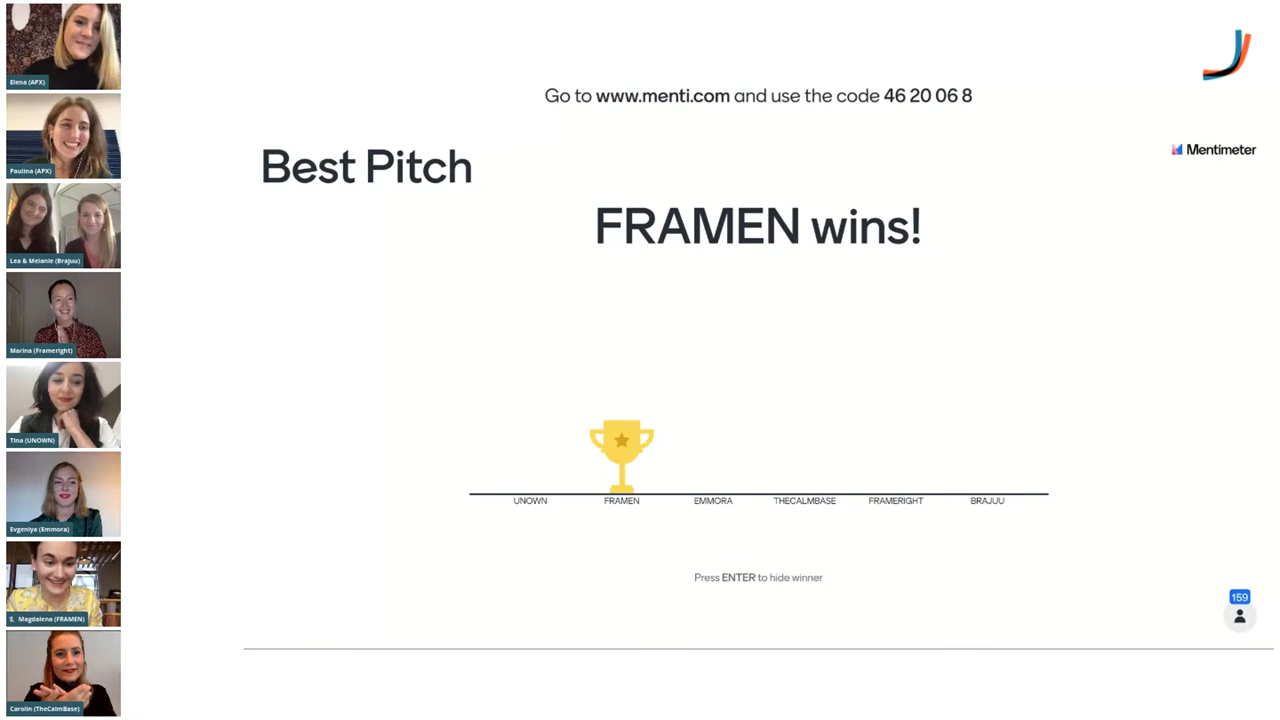 Elena (APX)
Paulina (APX)
Lea & Melanie (Brajuu)
Marina (Frameright)
Tina (UNOWN)
Evgeniya (Emmora)
Magdalena (FRAMEN)
Carolin (TheCalmBase)
Go to www.menti.com and use the code 46 20 06 8
Mentimeter
Best Pitch
FRAMEN wins!
UNOWN FRAMEN EMMORA THECALMBASE FRAMERIGHT BRAJUU
Press ENTER to hide winner
159